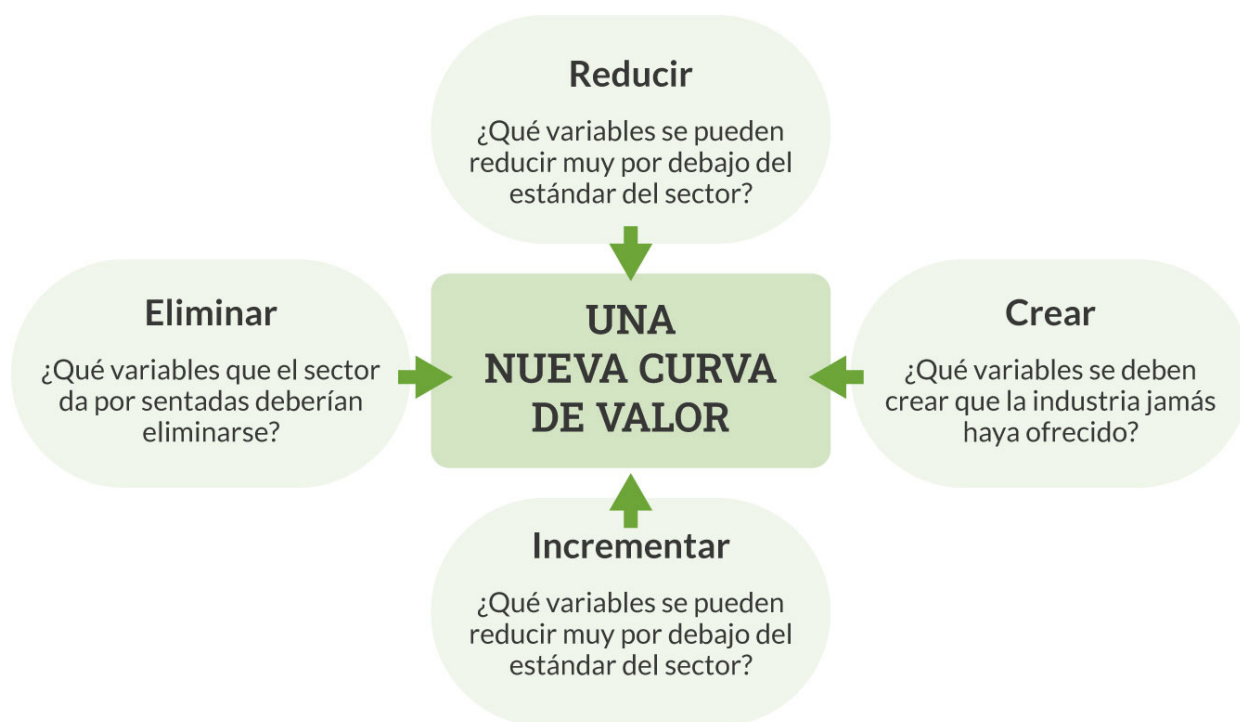 Reducir
¿Qué variables se pueden
reducir muy por debajo del
estándar del sector?
Eliminar
¿Qué variables que el sector
da por sentadas deberían
eliminarse?
UNA
NUEVA CURVA
DE VALOR
Crear
¿Qué variables se deben
crear que la industria jamás
haya ofrecido?
Incrementar
¿Qué variables se pueden
reducir muy por debajo del
estándar del sector?